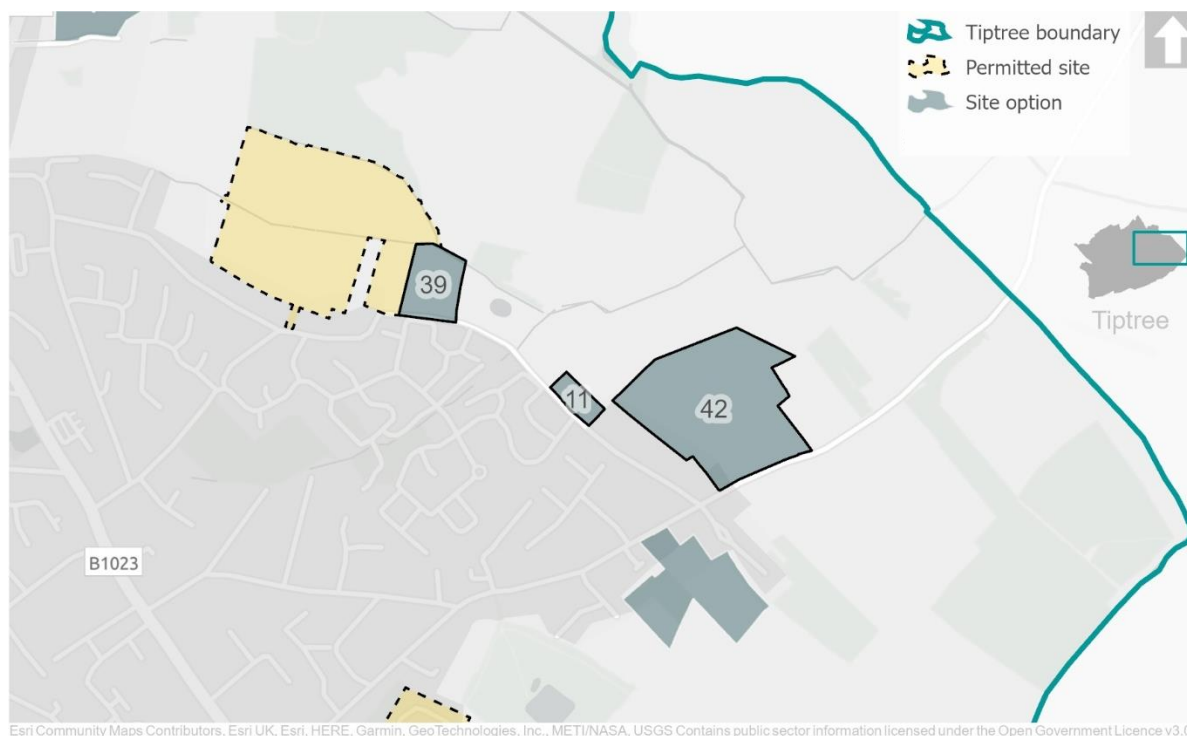 Tiptree boundary
Permitted site
Site option
39
11
42
Tiptree
B1023
Esri Community Maps Contributors, Esri UK, Esri, HERE, Garmin, GeoTechnologies, Inc., METI/NASA, USGS Contains public sector information licensed under the Open Government Licence v3.0